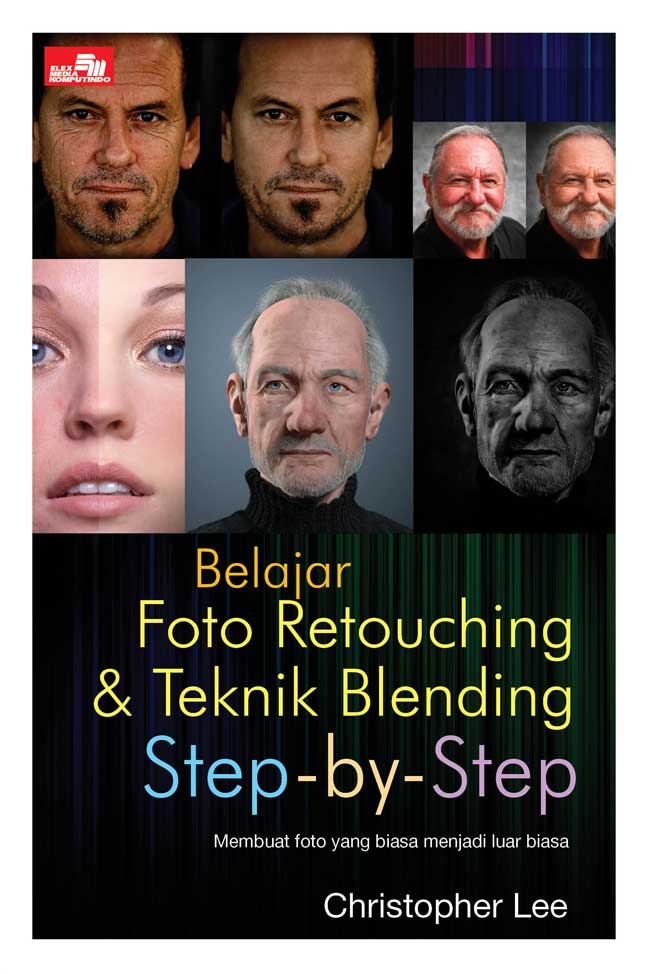 ELEX
MEDIA
KOMPUTINDO
Belajar
Foto Retouching
& Teknik Blending
Step-by-Step
Membuat foto yang biasa menjadi luar biasa
Christopher Lee